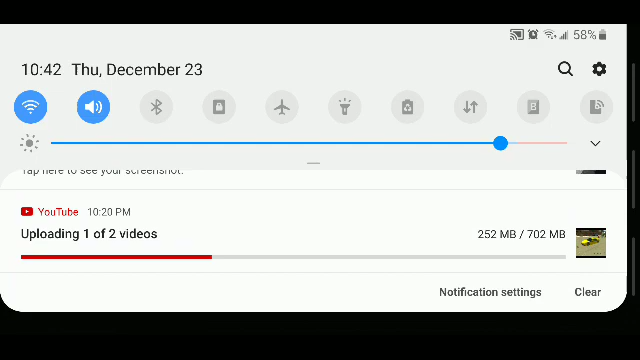 58%
10:42 Thu, December 23
Tap here to see your screenshot.
YouTube 10:20 PM
Uploading 1 of 2 videos 252 MB / 702 MB
Notification settings Clear